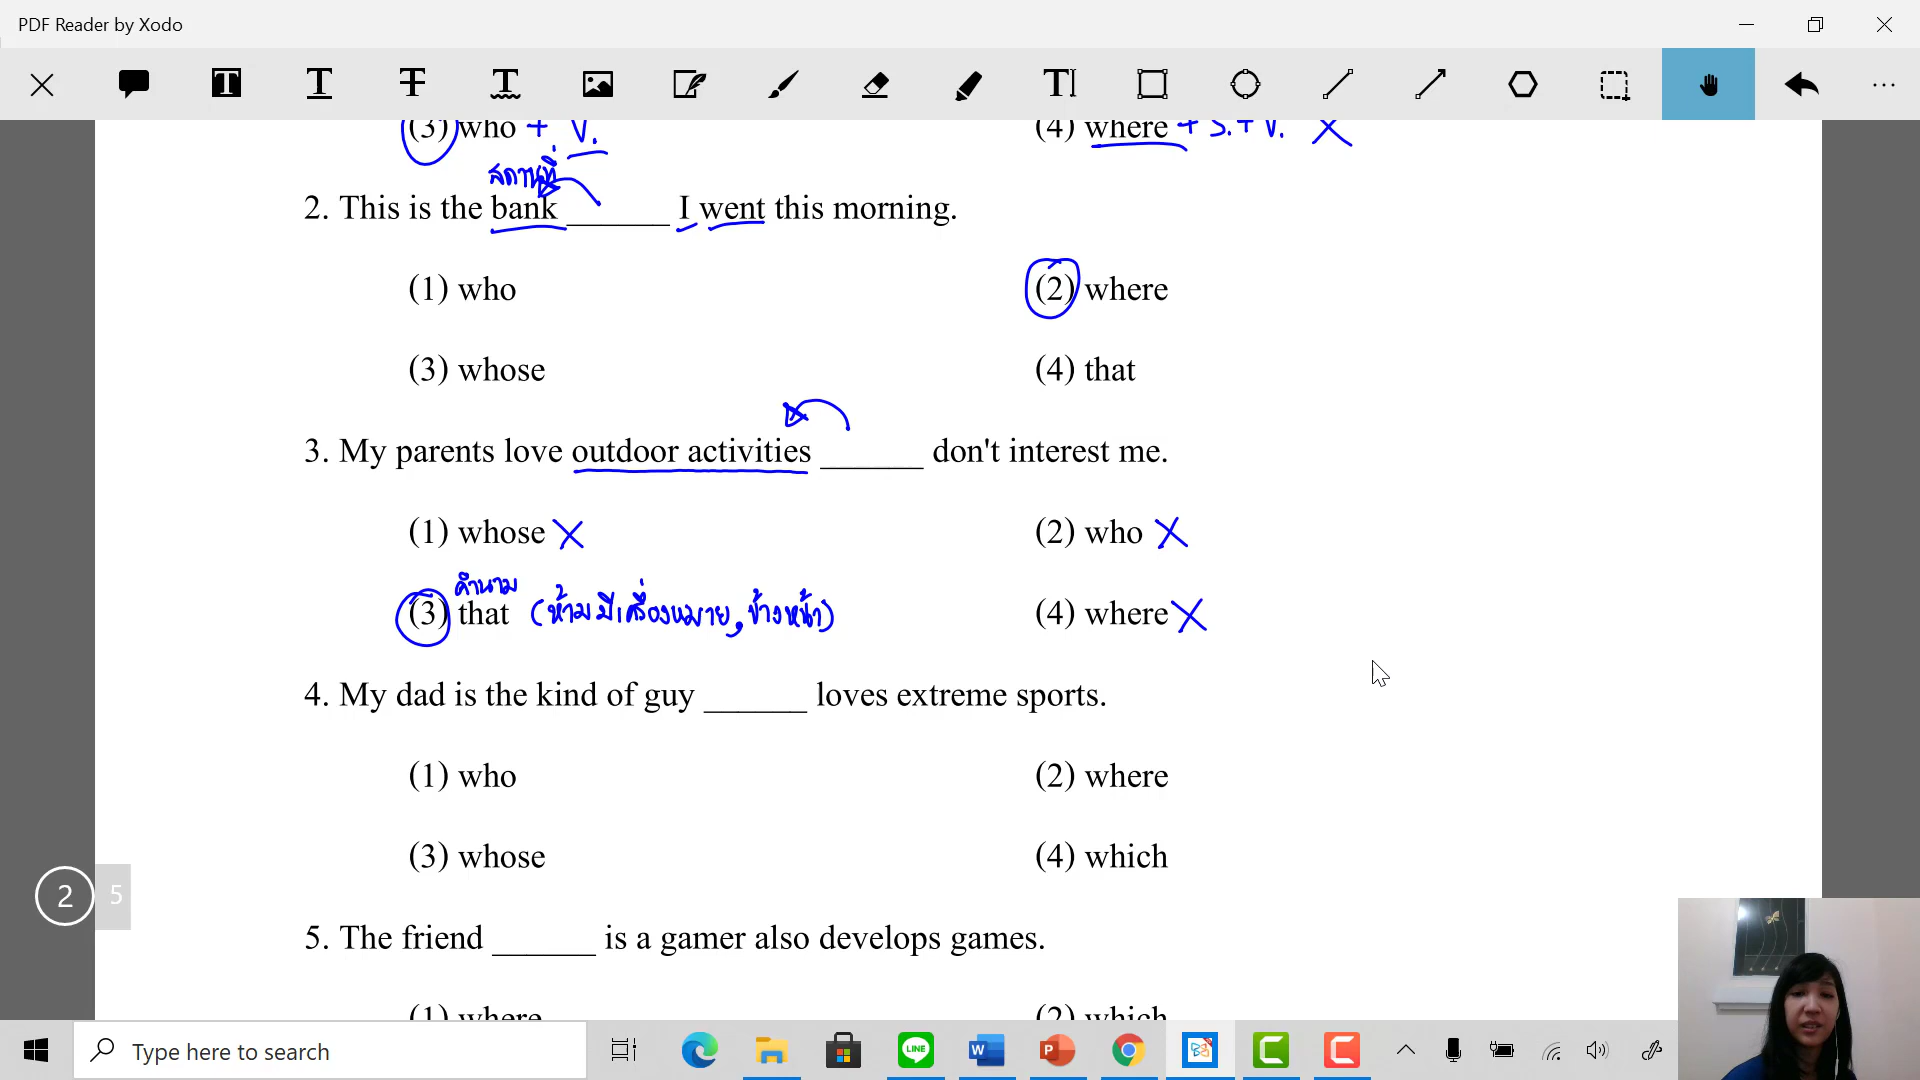 PDF Reader by Xodo
(3) who + V.
(4) where + S. + V. X
สถานที่
2. This is the bank ______ I went this morning.
(1) who
(2) where
(3) whose
(4) that
3. My parents love outdoor activities ______ don't interest me.
(1) whose X
(2) who X
คำนาม
(3) that (ห้ามมีเครื่องหมาย , ข้างหน้า)
(4) where X
4. My dad is the kind of guy ______ loves extreme sports.
(1) who
(2) where
(3) whose
(4) which
2 5
5. The friend ______ is a gamer also develops games.
(1) where
(2) which
Type here to search
LINE
W
P